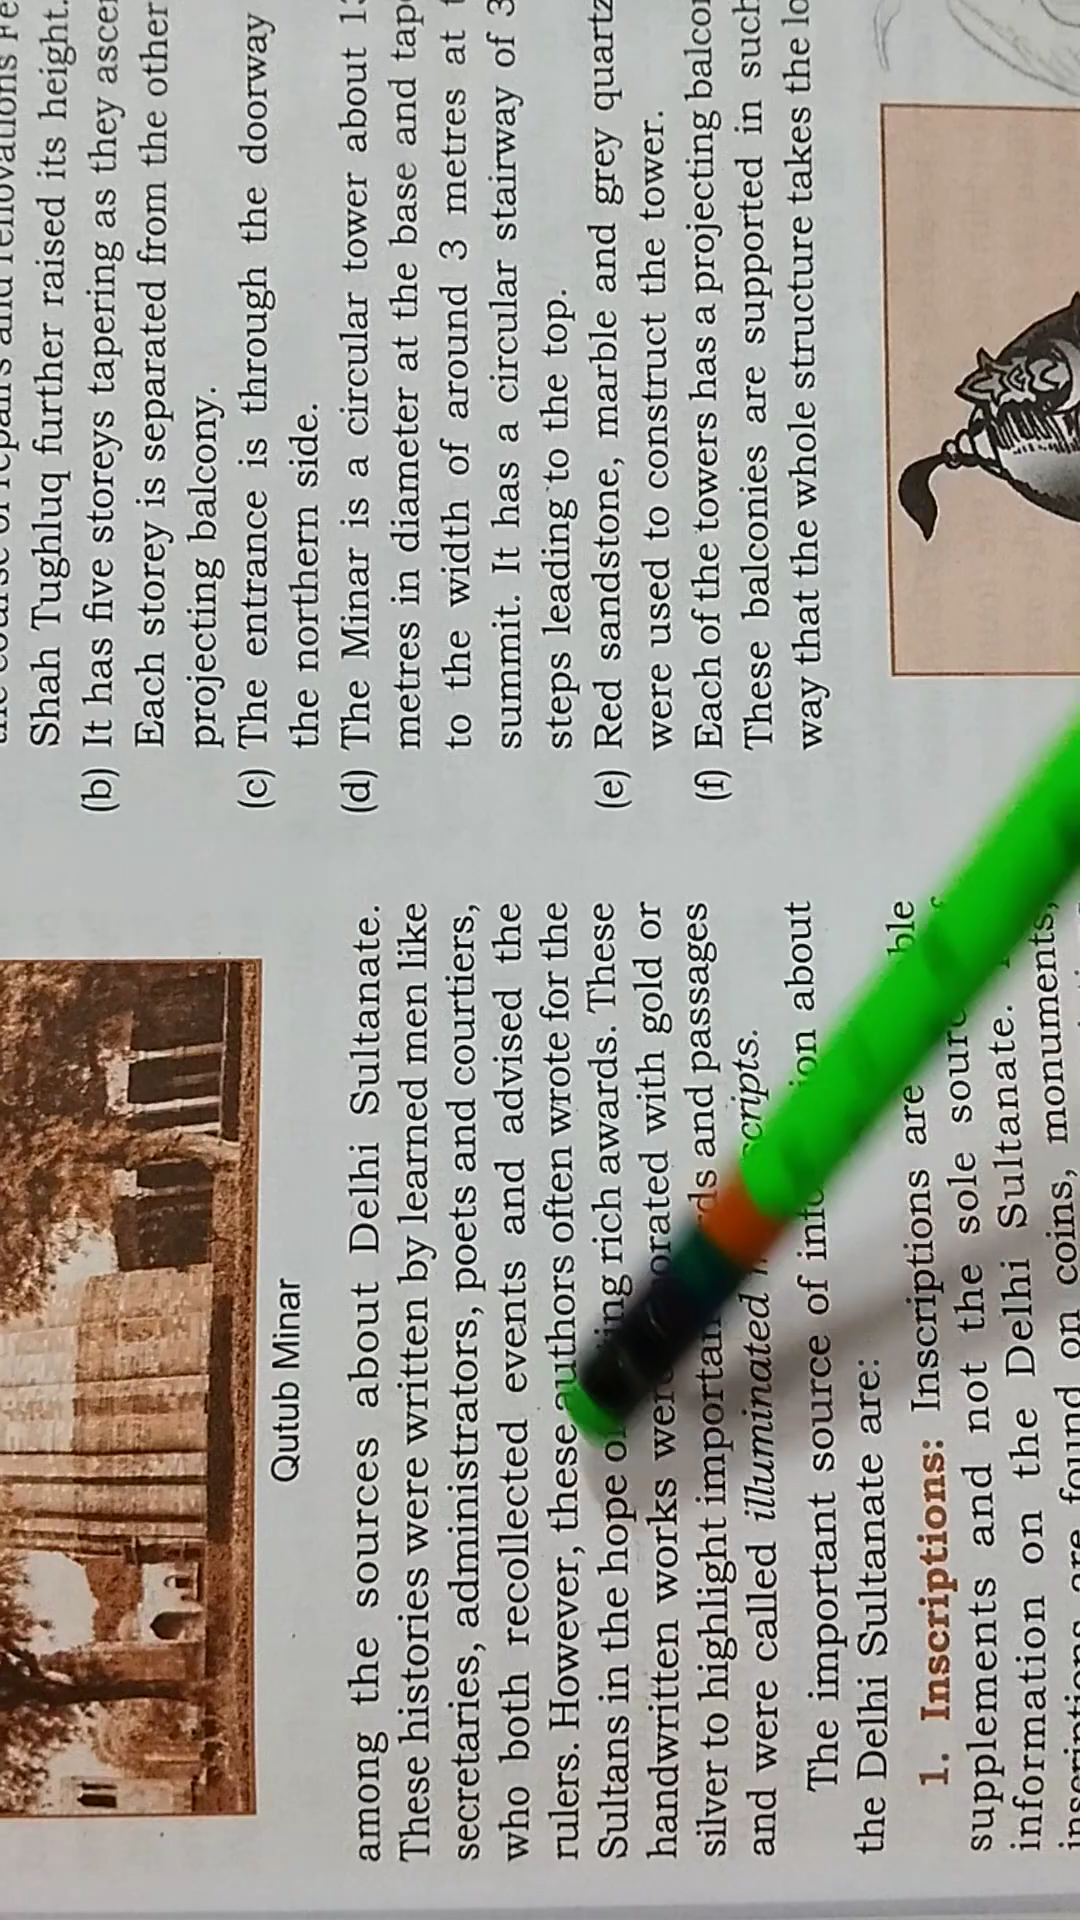 Qutub Minar
among the sources about Delhi Sultanate.
These histories were written by learned men like
secretaries, administrators, poets and courtiers,
who both recollected events and advised the
rulers. However, these authors often wrote for the
Sultans in the hope of rich awards. These
handwritten works were with gold or
silver to highlight and passages
and were called illuminated
The important source of about
the Delhi Sultanate are:
1. Inscriptions: Inscriptions are
supplements and not the sole
information on the Delhi Sultanate.
found on coins, monuments,
Shah Tughluq further raised its height.
(b) It has five storeys tapering as they
Each storey is separated from the other
projecting balcony.
(c) The entrance is through the doorway
the northern side.
(d) The Minar is a circular tower about
metres in diameter at the base and
to the width of around 3 metres at
summit. It has a circular stairway of
steps leading to the top.
(e) Red sandstone, marble and grey
were used to construct the tower.
(f) Each of the towers has a projecting
These balconies are supported in
way that the whole structure takes the